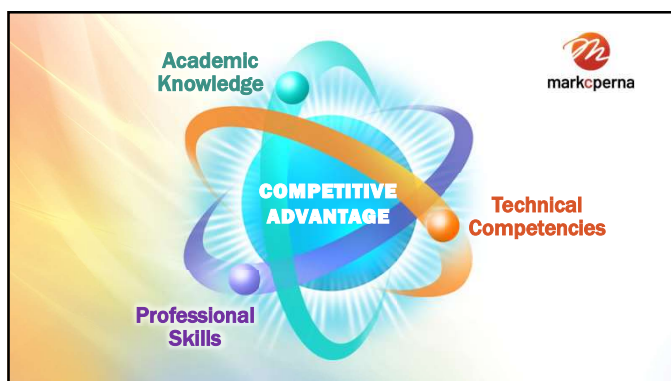 Academic
Knowledge
markcperna
COMPETITIVE
ADVANTAGE
Technical
Competencies
Professional
Skills